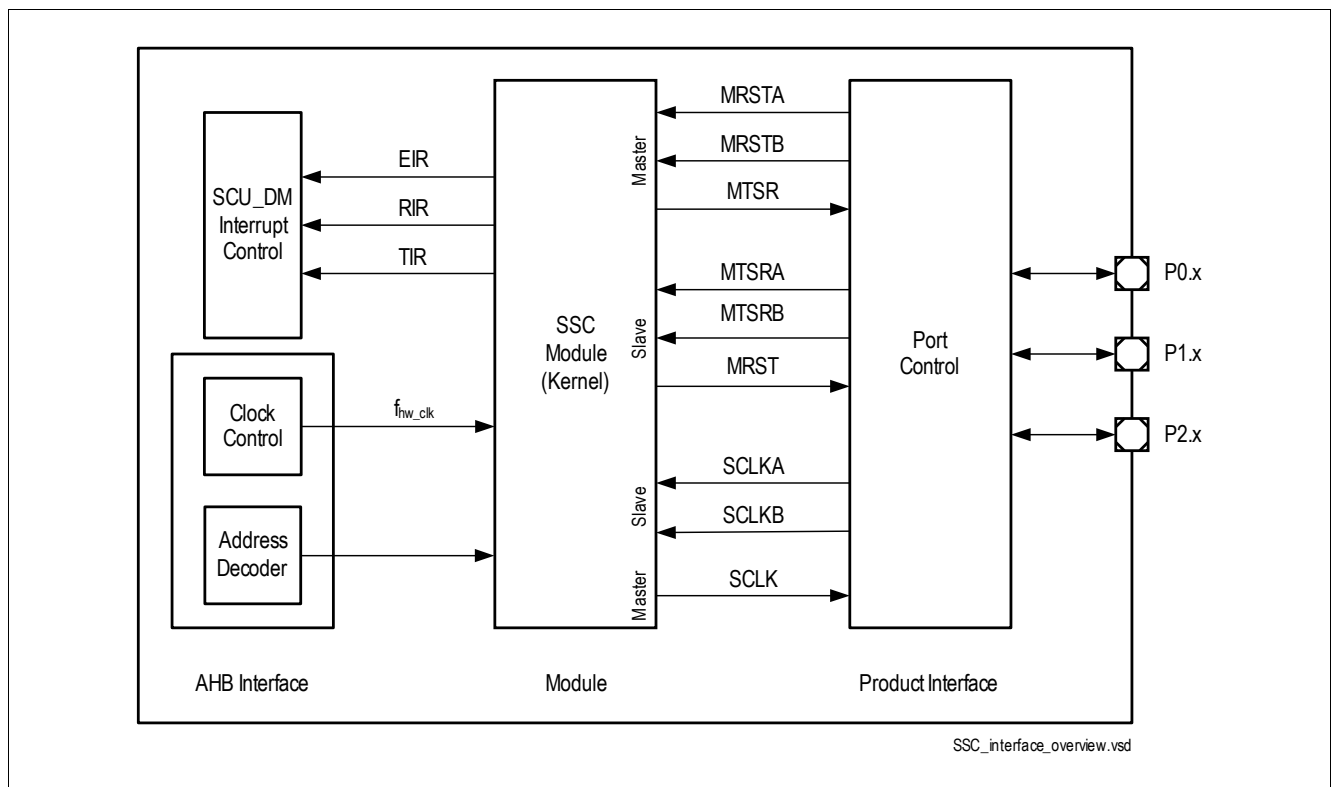 SCU_DM
Interrupt
Control
EIR
RIR
TIR
Clock
Control
fhw_clk
Address
Decoder
AHB Interface
SSC
Module
(Kernel)
Master
Slave
Slave
Master
Module
MRSTA
MRSTB
MTSR
MTSRA
MTSRB
MRST
SCLKA
SCLKB
SCLK
Port
Control
Product Interface
P0.x
P1.x
P2.x
SSC_interface_overview.vsd